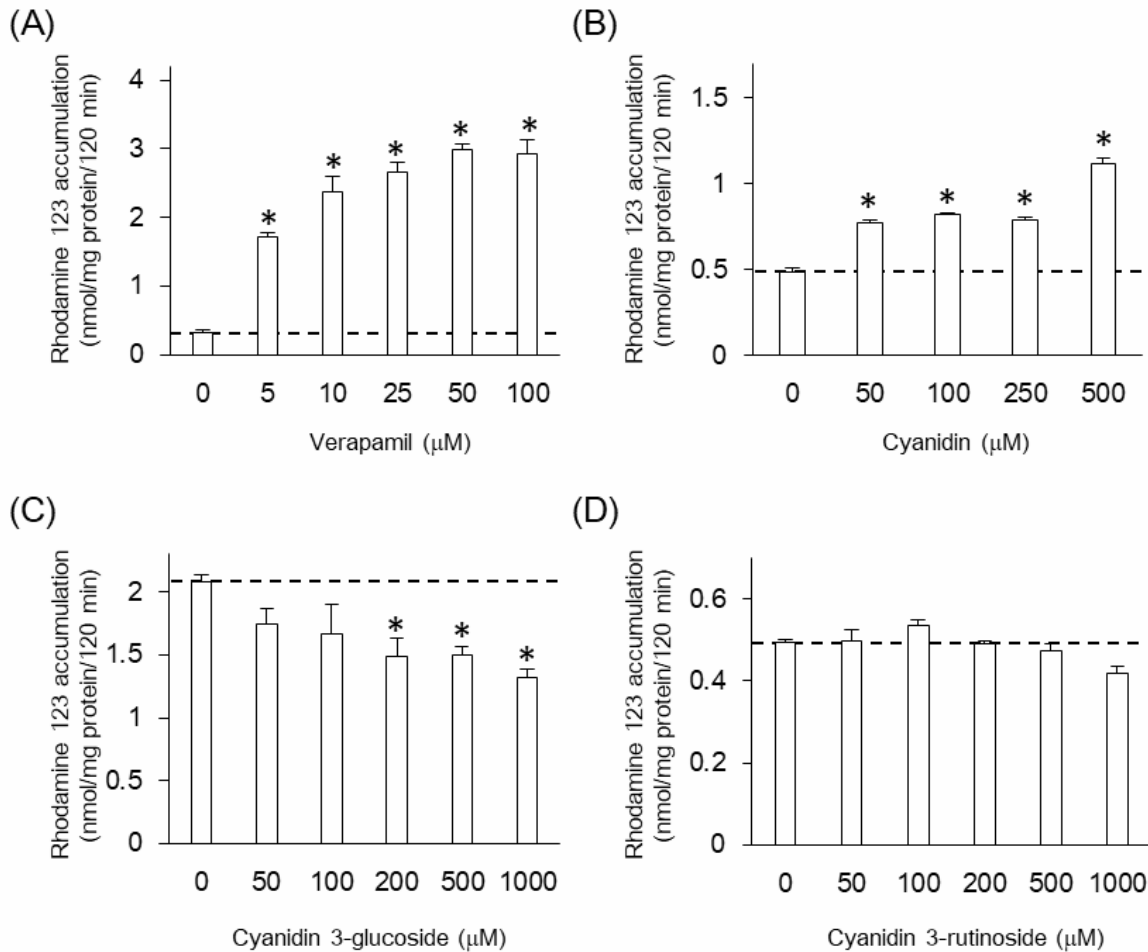 (A)
Rhodamine 123 accumulation
(nmol/mg protein/120 min)
4
3
2
1
0
* * * * *
0 5 10 25 50 100
Verapamil (μM)
(B)
Rhodamine 123 accumulation
(nmol/mg protein/120 min)
1.5
1
0.5
0
* * * *
0 50 100 250 500
Cyanidin (μM)
(C)
Rhodamine 123 accumulation
(nmol/mg protein/120 min)
2
1.5
1
0.5
0
* * *
0 50 100 200 500 1000
Cyanidin 3-glucoside (μM)
(D)
Rhodamine 123 accumulation
(nmol/mg protein/120 min)
0.6
0.4
0.2
0
0 50 100 200 500 1000
Cyanidin 3-rutinoside (μM)